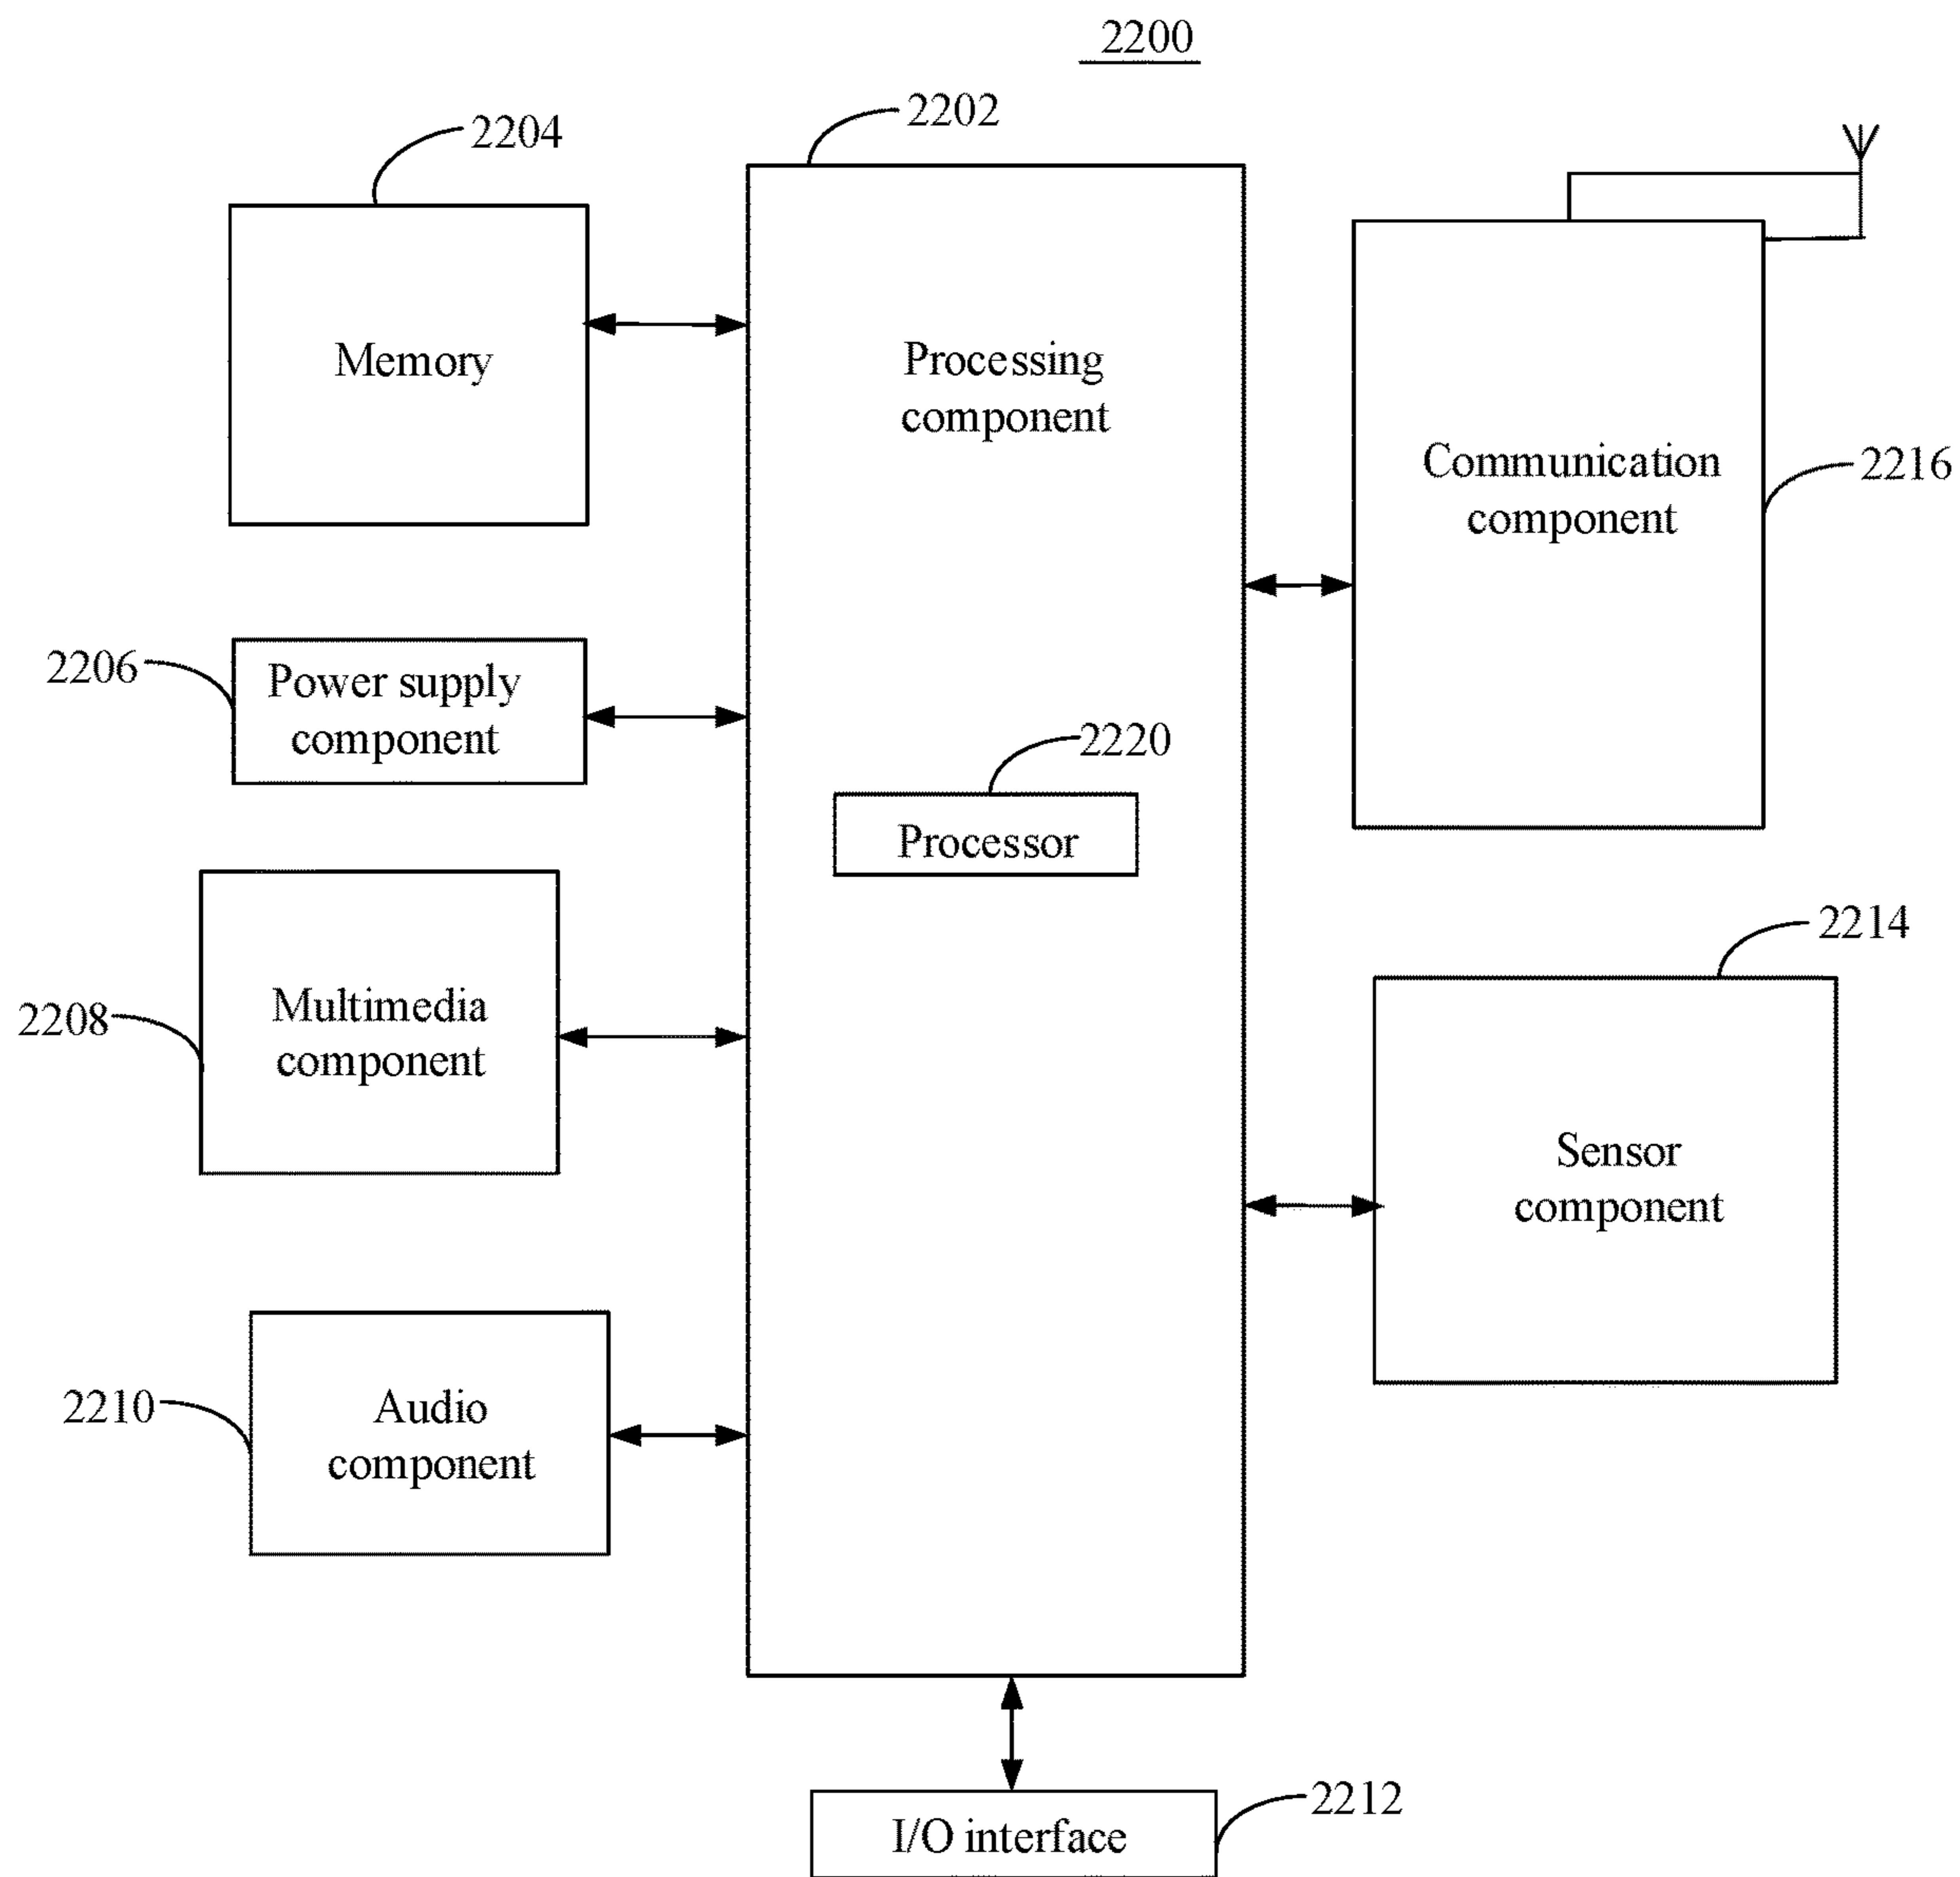 2200
2202
2204
Memory
Processing
component
Communication
component
2216
2206
Power supply
component
2220
Processor
2214
2208
Multimedia
component
Sensor
component
2210
Audio
component
2212
I/O interface